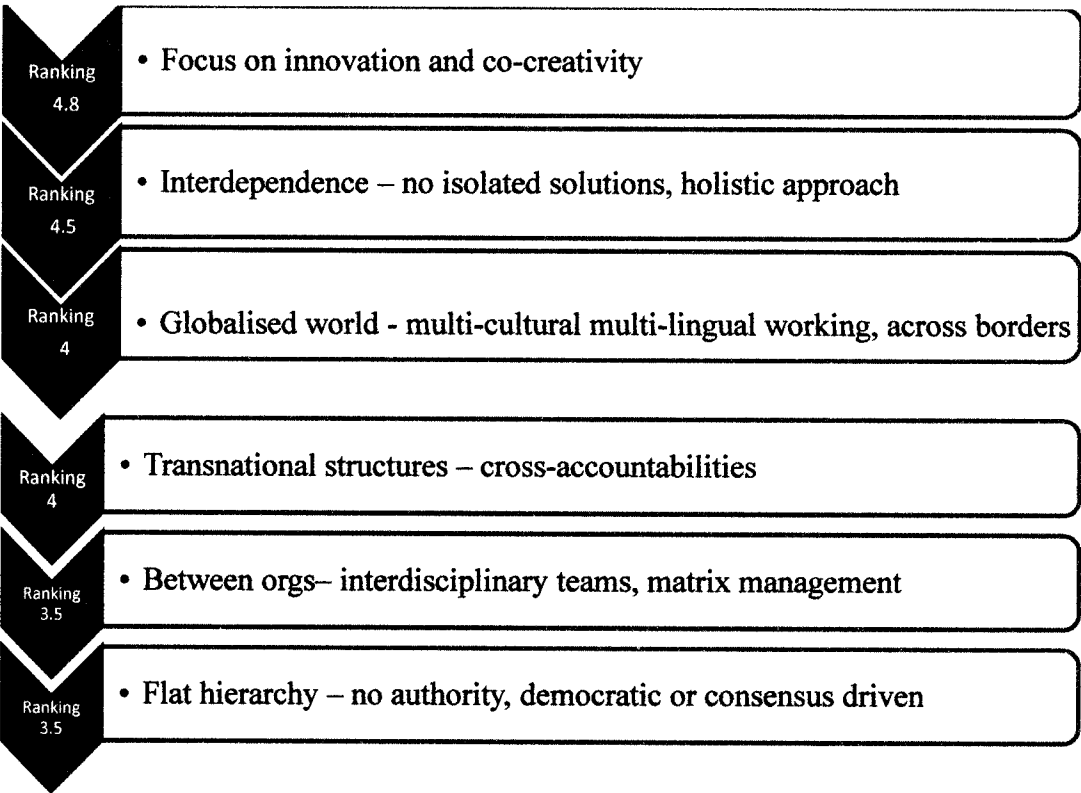 Ranking
4.8
• Focus on innovation and co-creativity
Ranking
4.5
• Interdependence – no isolated solutions, holistic approach
Ranking
4
• Globalised world - multi-cultural multi-lingual working, across borders
Ranking
4
• Transnational structures – cross-accountabilities
Ranking
3.5
• Between orgs– interdisciplinary teams, matrix management
Ranking
3.5
• Flat hierarchy – no authority, democratic or consensus driven